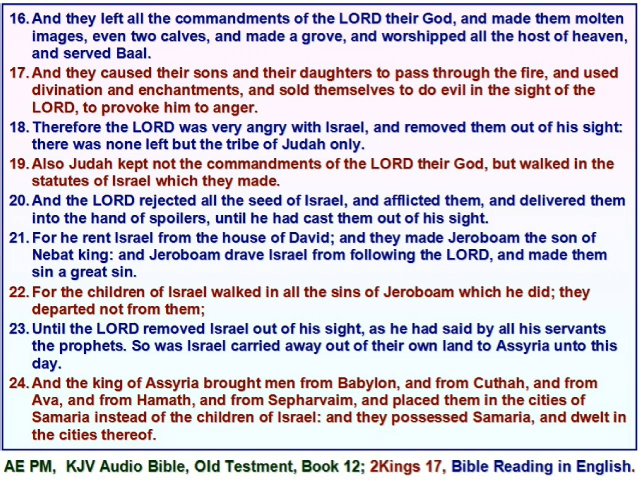 16. And they left all the commandments of the LORD their God, and made them molten
images, even two calves, and made a grove, and worshipped all the host of heaven,
and served Baal.
17. And they caused their sons and their daughters to pass through the fire, and used
divination and enchantments, and sold themselves to do evil in the sight of the
LORD, to provoke him to anger.
18. Therefore the LORD was very angry with Israel, and removed them out of his sight:
there was none left but the tribe of Judah only.
19. Also Judah kept not the commandments of the LORD their God, but walked in the
statutes of Israel which they made.
20. And the LORD rejected all the seed of Israel, and afflicted them, and delivered them
into the hand of spoilers, until he had cast them out of his sight.
21. For he rent Israel from the house of David; and they made Jeroboam the son of
Nebat king: and Jeroboam drave Israel from following the LORD, and made them
sin a great sin.
22. For the children of Israel walked in all the sins of Jeroboam which he did; they
departed not from them;
23. Until the LORD removed Israel out of his sight, as he had said by all his servants
the prophets. So was Israel carried away out of their own land to Assyria unto this
day.
24. And the king of Assyria brought men from Babylon, and from Cuthah, and from
Ava, and from Hamath, and from Sepharvaim, and placed them in the cities of
Samaria instead of the children of Israel: and they possessed Samaria, and dwelt in
the cities thereof.
AE PM, KJV Audio Bible, Old Testment, Book 12; 2Kings 17, Bible Reading in English.